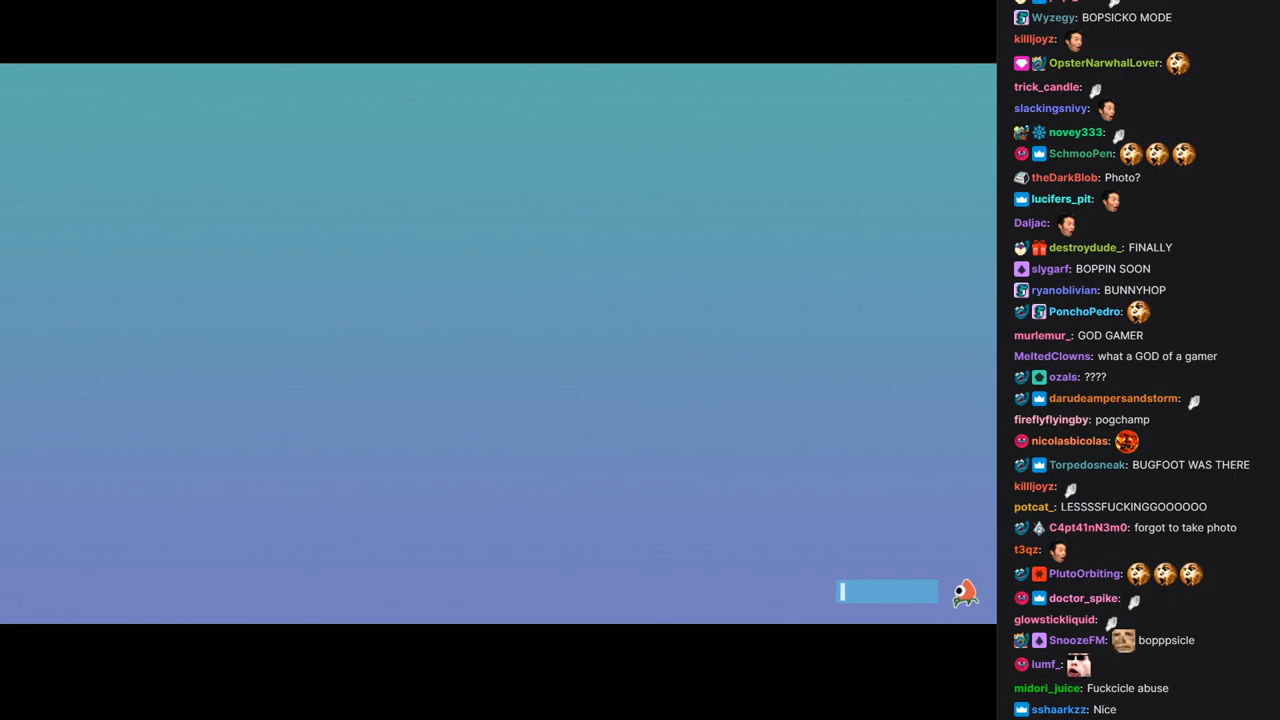 Wyzegy: BOPSICKO MODE
killljoyz:
OpsterNarwhalLover:
trick_candle:
slackingsnivy:
novey333:
SchmooPen:
theDarkBlob: Photo?
lucifers_pit:
Daljac:
destroydude_: FINALLY
slygarf: BOPPIN SOON
ryanoblivian: BUNNYHOP
PonchoPedro:
murlemur_: GOD GAMER
MeltedClowns: what a GOD of a gamer
ozals: ????
darudeampersandstorm:
fireflyflyingby: pogchamp
nicolasbicolas:
Torpedosneak: BUGFOOT WAS THERE
killljoyz:
potcat_: LESSSSFUCKINGGOOOOOO
C4pt41nN3m0: forgot to take photo
t3qz:
PlutoOrbiting:
doctor_spike:
glowstickliquid:
SnoozeFM: bopppsicle
lumf_:
midori_juice: Fuckcicle abuse
sshaarkzz: Nice